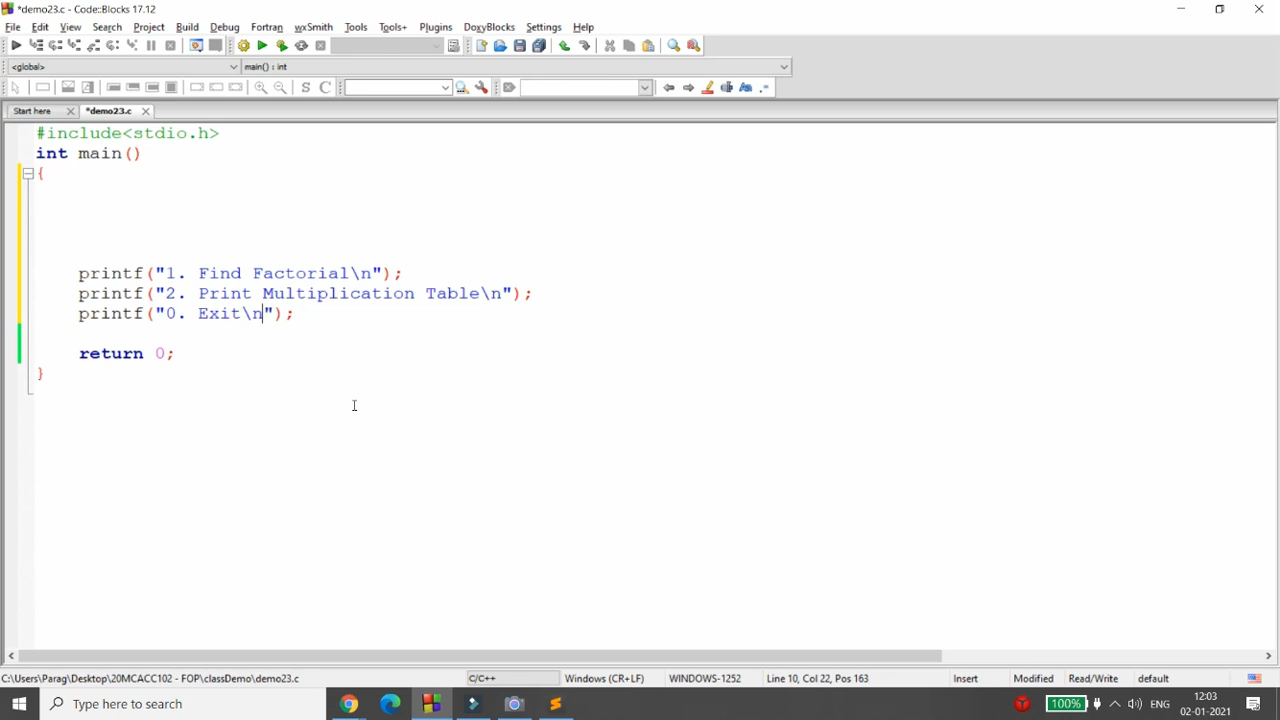 *demo23.c - Code::Blocks 17.12
File Edit View Search Project Build Debug Fortran wxSmith Tools Tools+ Plugins DoxyBlocks Settings Help
<global> main() : int
S C
Start here *demo23.c
#include<stdio.h>
int main()
{
printf("1. Find Factorial\n");
printf("2. Print Multiplication Table\n");
printf("0. Exit\n");
return 0;
}
C:\Users\Parag\Desktop\20MCACC102 - FOP\classDemo\demo23.c C/C++ Windows (CR+LF) WINDOWS-1252 Line 10, Col 22, Pos 163 Insert Modified Read/Write default
Type here to search 100% ENG 12:03
02-01-2021